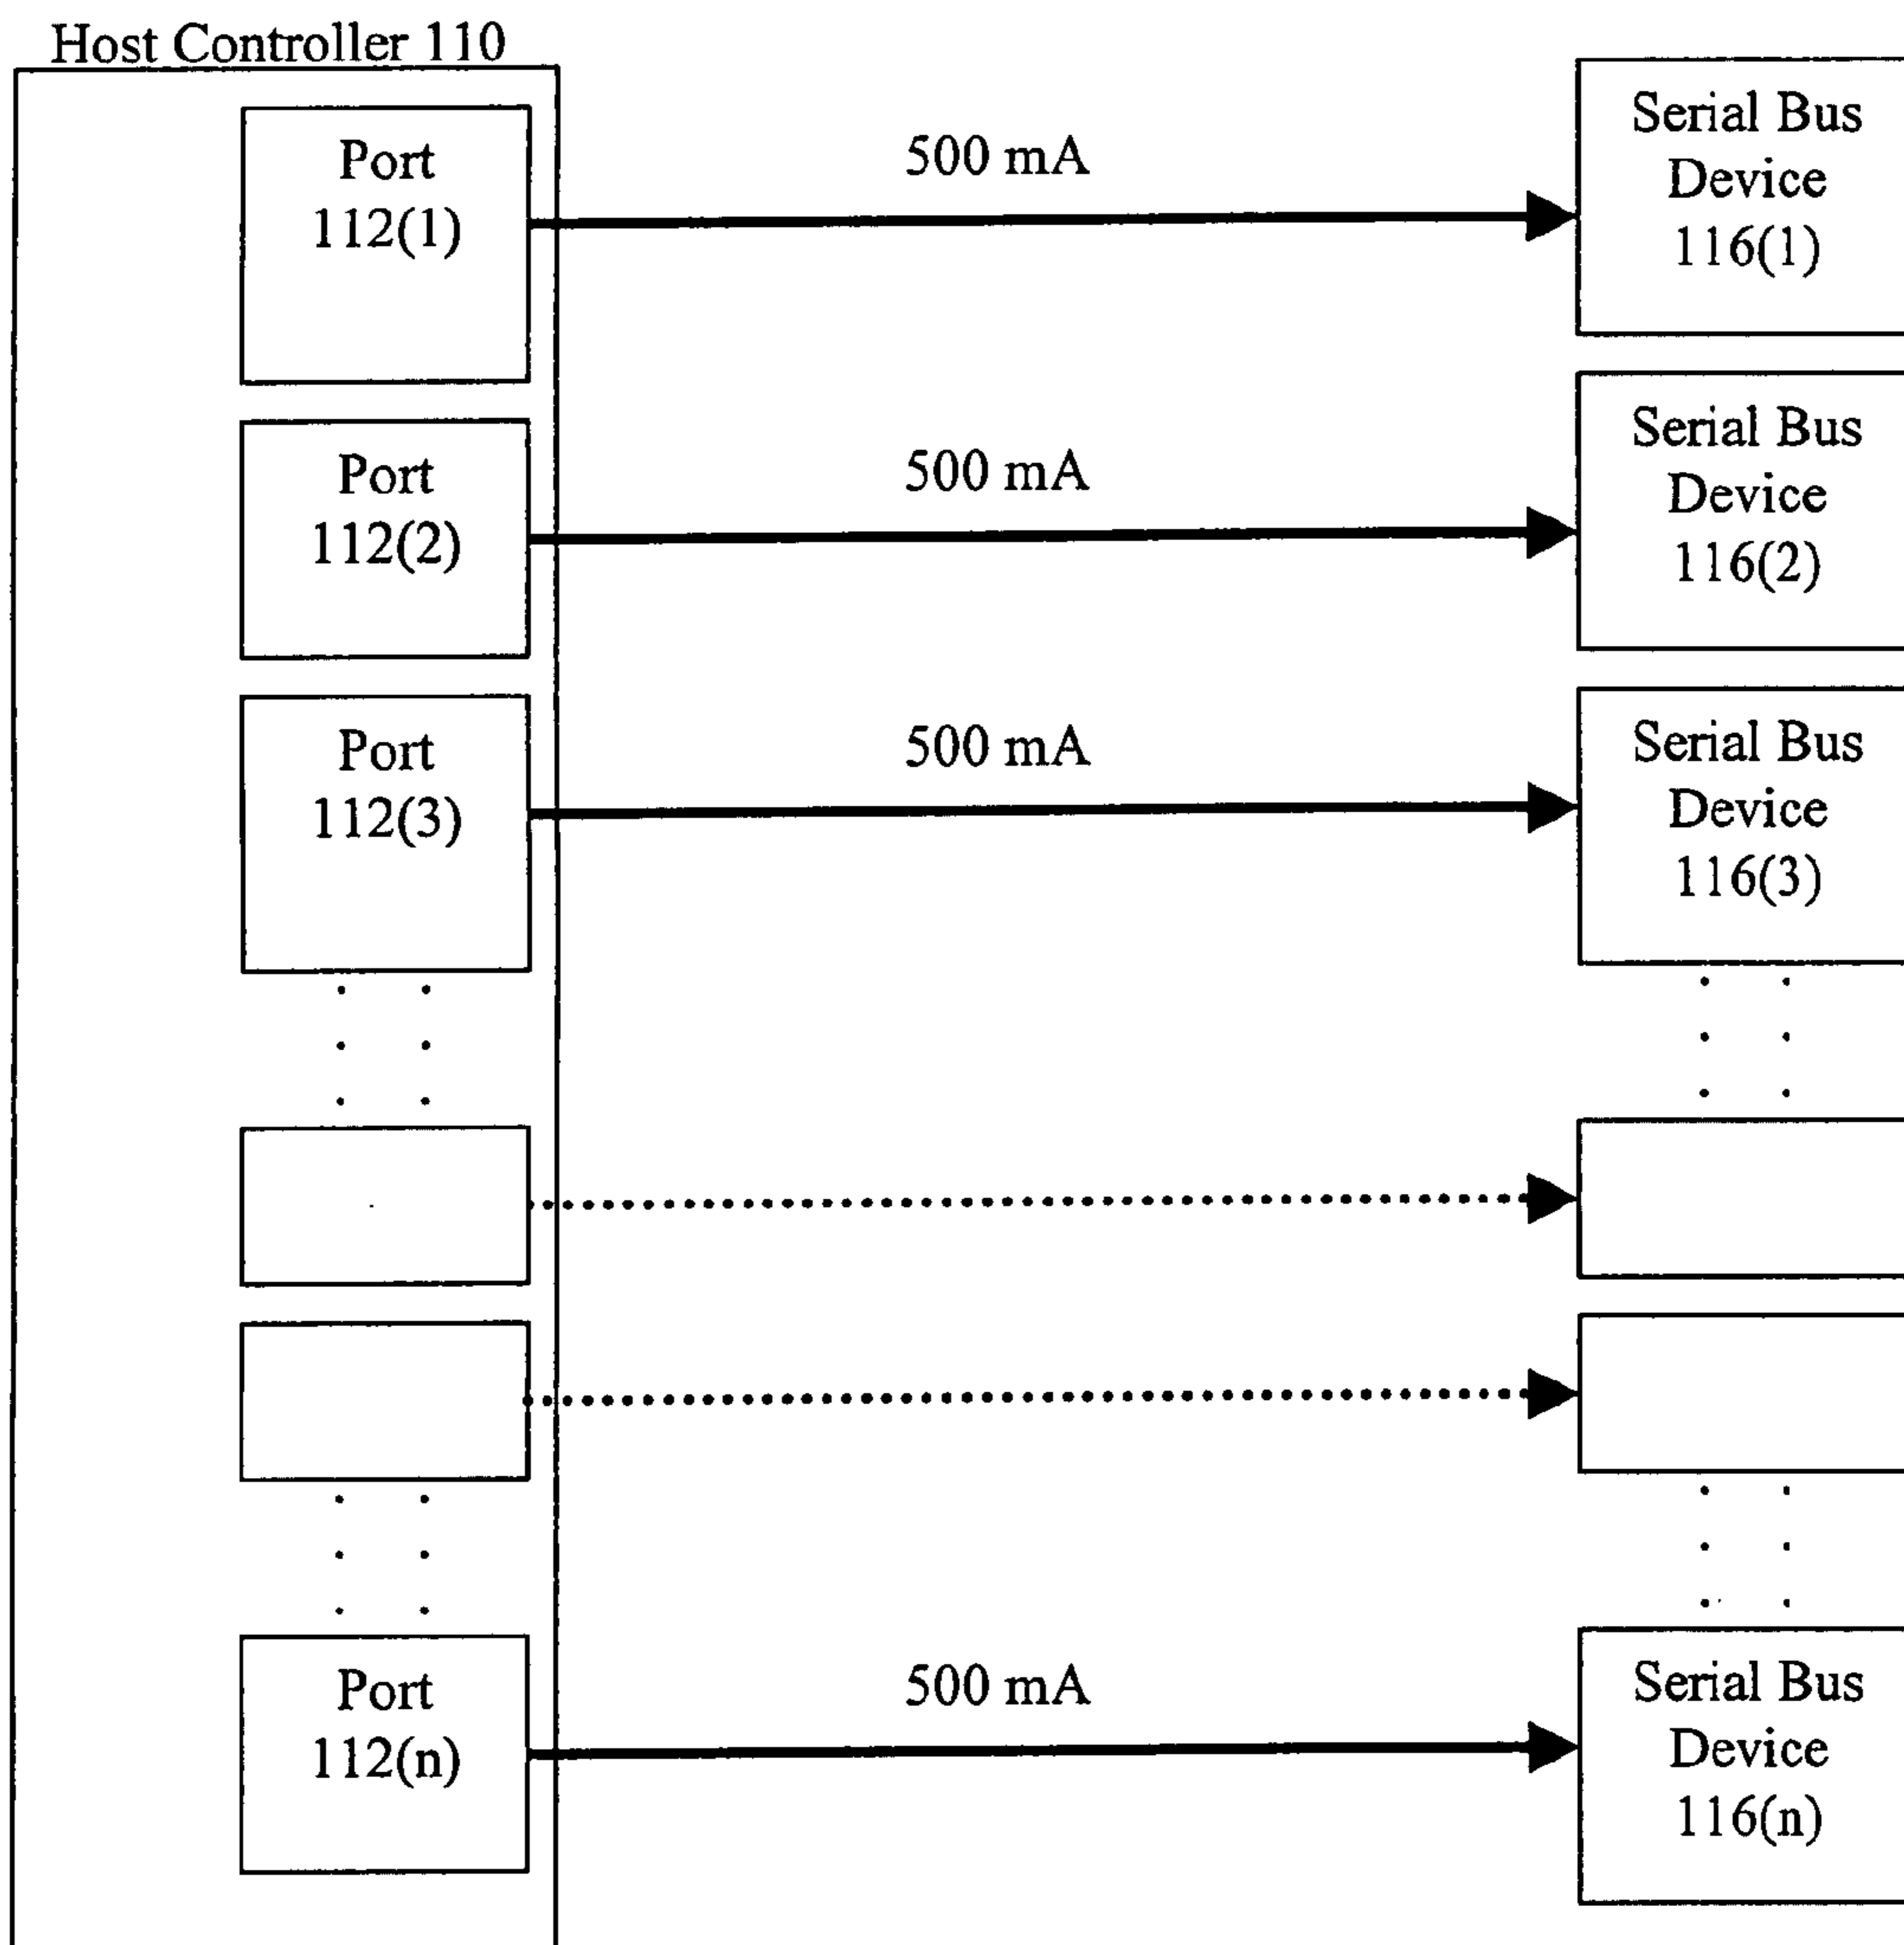 Host Controller 110
Port
112(1)
500 mA
Serial Bus
Device
116(1)
Port
112(2)
500 mA
Serial Bus
Device
116(2)
Port
112(3)
500 mA
Serial Bus
Device
116(3)
Port
112(n)
500 mA
Serial Bus
Device
116(n)